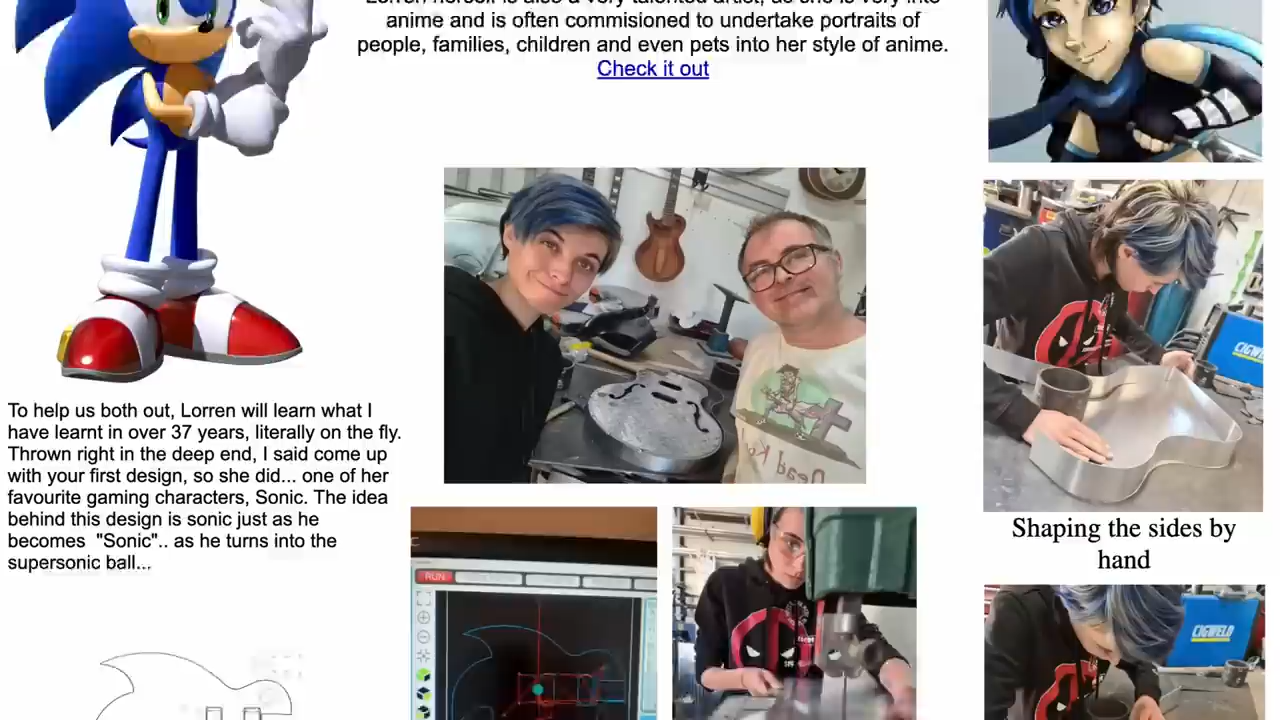 anime and is often commisioned to undertake portraits of
people, families, children and even pets into her style of anime.
Check it out
To help us both out, Lorren will learn what I
have learnt in over 37 years, literally on the fly.
Thrown right in the deep end, I said come up
with your first design, so she did... one of her
favourite gaming characters, Sonic. The idea
behind this design is sonic just as he
becomes "Sonic".. as he turns into the
supersonic ball...
Dead K
RUN
CIGWELD
Shaping the sides by
hand
CIGWELD